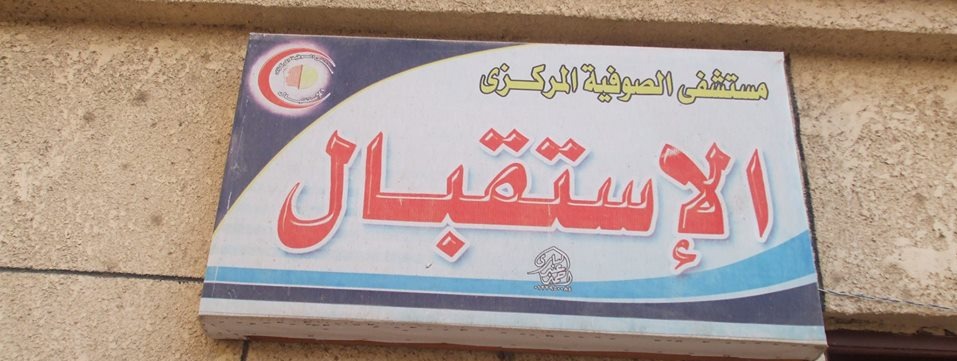 مستشفى الصوفية المركزى
الإستقبال